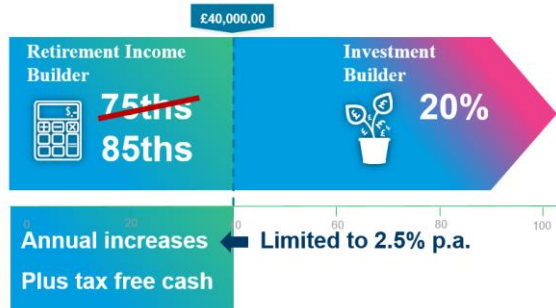 £40,000.00
Retirement Income
Builder
75ths
85ths
Investment
Builder
20%
0 20 0 60 80 100
Annual increases
Limited to 2.5% p.a.
Plus tax free cash